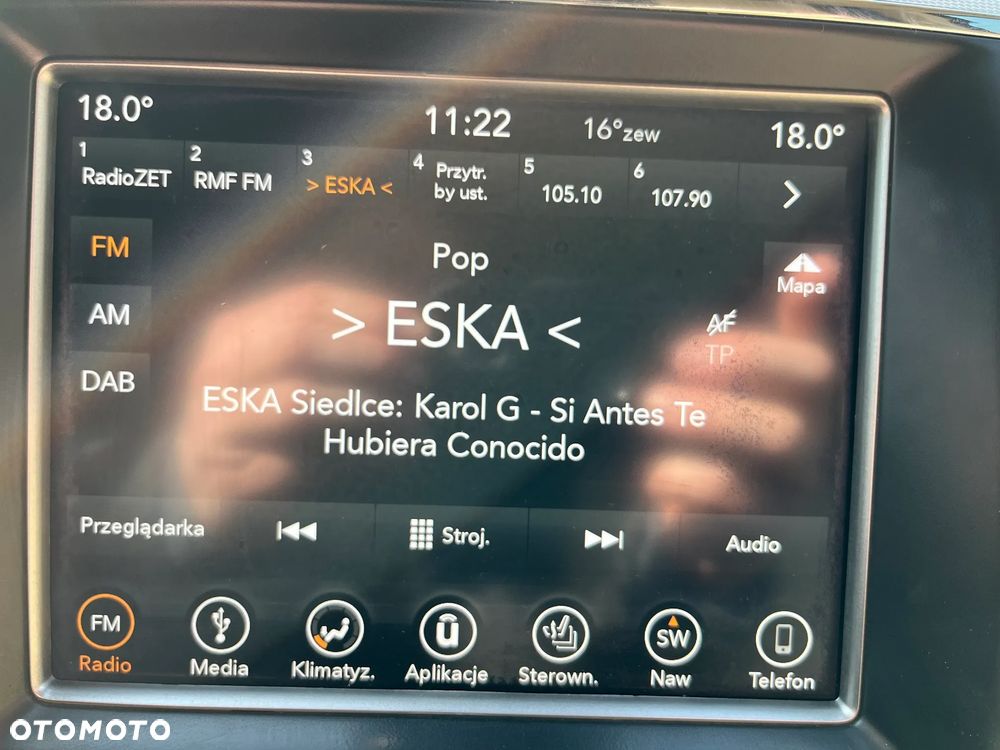 18.0° 11:22 16°zew 18.0°
1 RadioZET
2 RMF FM
3 > ESKA <
4 Przytr. by ust.
5 105.10
6 107.90
FM
Pop
Mapa
AM
> ESKA <
AF
TP
DAB
ESKA Siedlce: Karol G - Si Antes Te
Hubiera Conocido
Przeglądarka Stroj. Audio
FM SW
Radio Media Klimatyz. Aplikacje Sterown. Naw Telefon
OTOMOTO